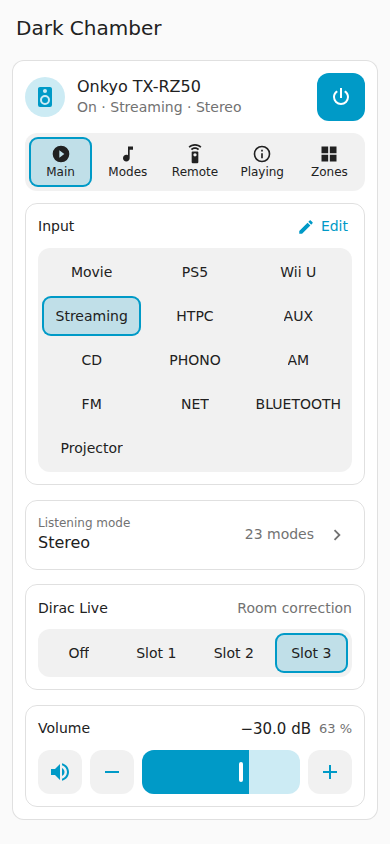 Dark Chamber
Onkyo TX-RZ50
On · Streaming · Stereo
Main Modes Remote Playing Zones
Input Edit
Movie PS5 Wii U
Streaming HTPC AUX
CD PHONO AM
FM NET BLUETOOTH
Projector
Listening mode
Stereo 23 modes
Dirac Live Room correction
Off Slot 1 Slot 2 Slot 3
Volume −30.0 dB 63 %